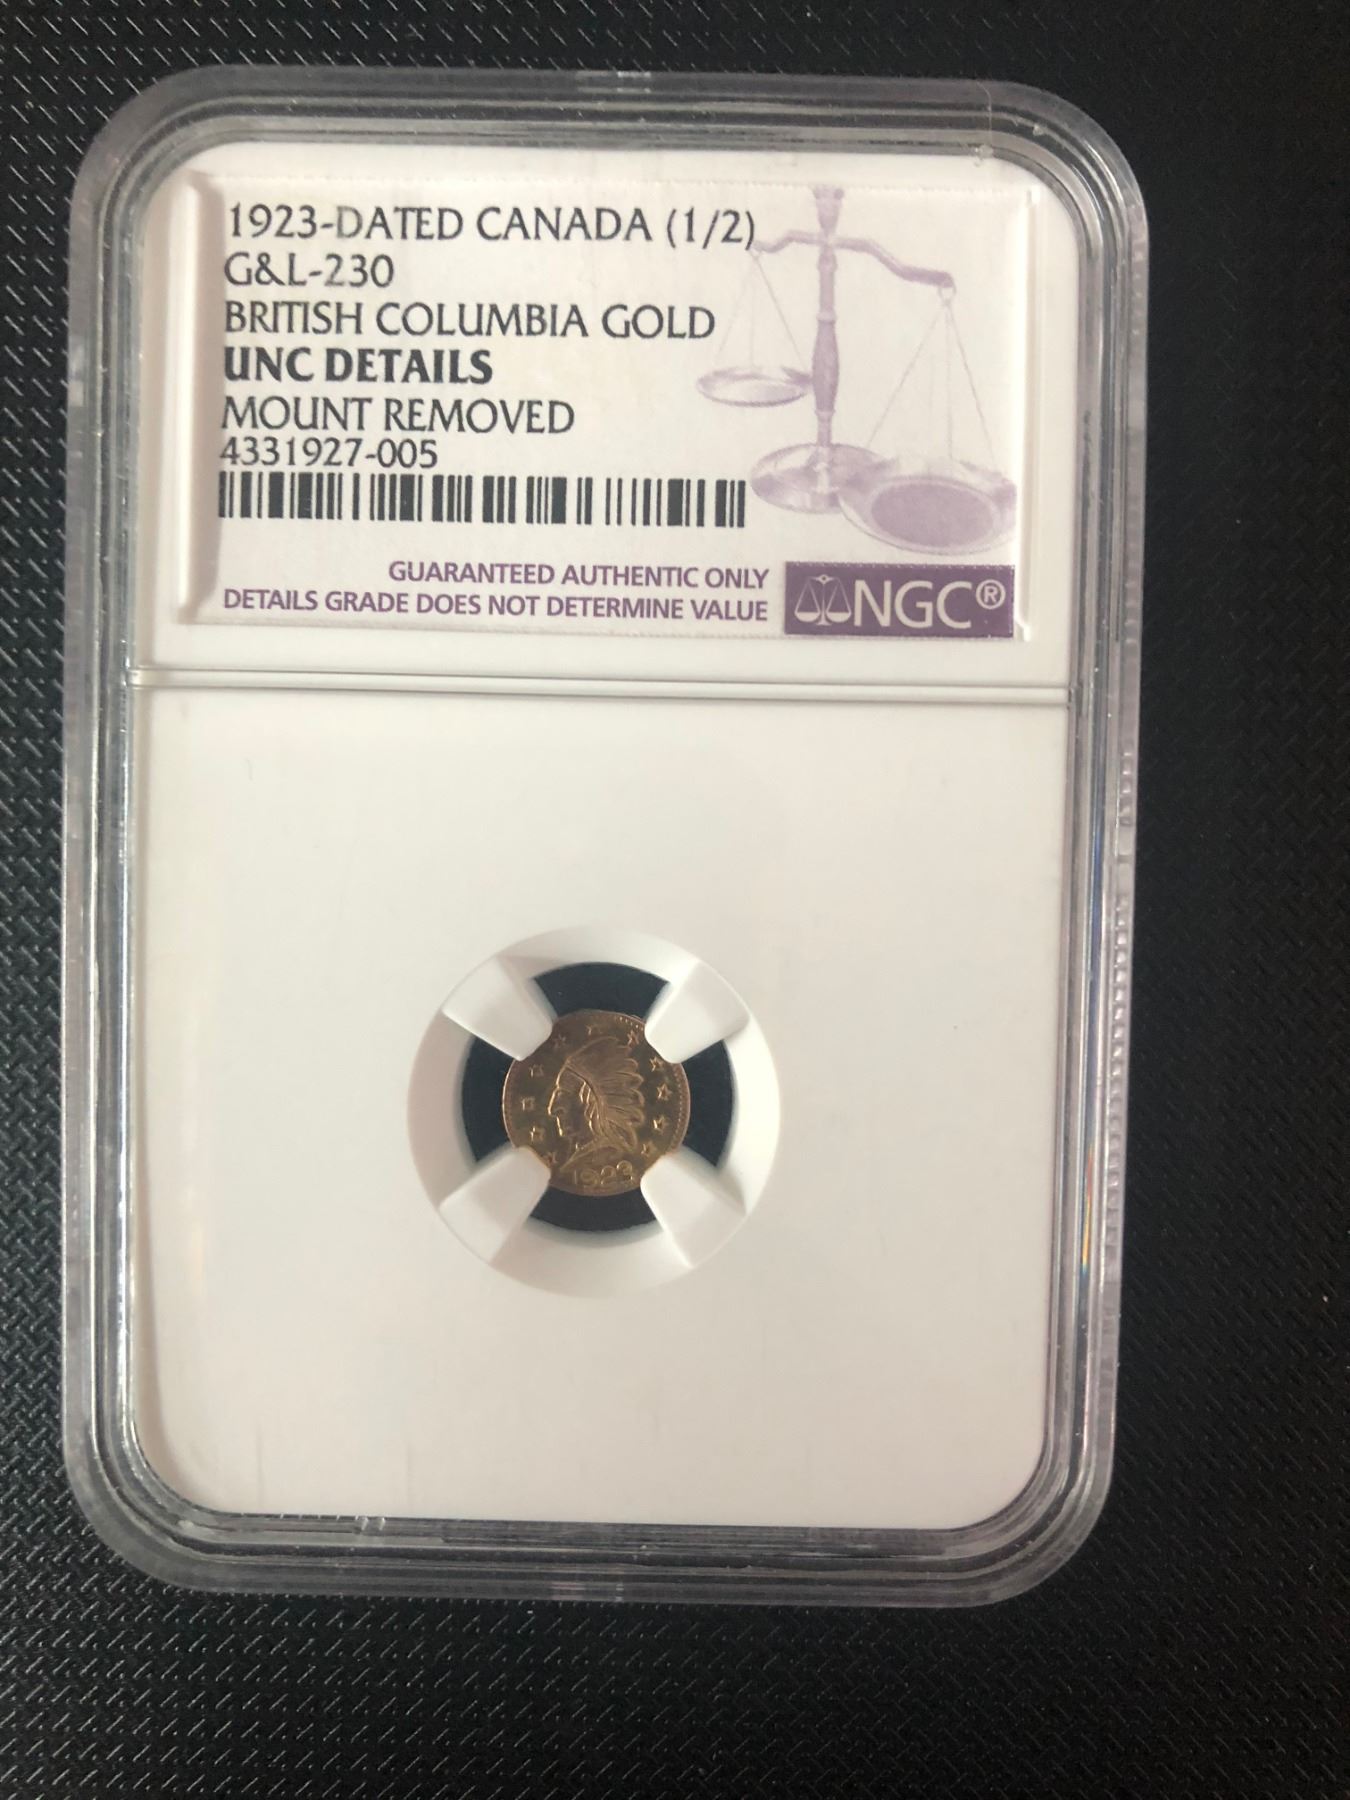 1923-DATED CANADA (1/2)
G&L-230
BRITISH COLUMBIA GOLD
UNC DETAILS
MOUNT REMOVED
4331927-005
GUARANTEED AUTHENTIC ONLY
DETAILS GRADE DOES NOT DETERMINE VALUE
NGC®
1923